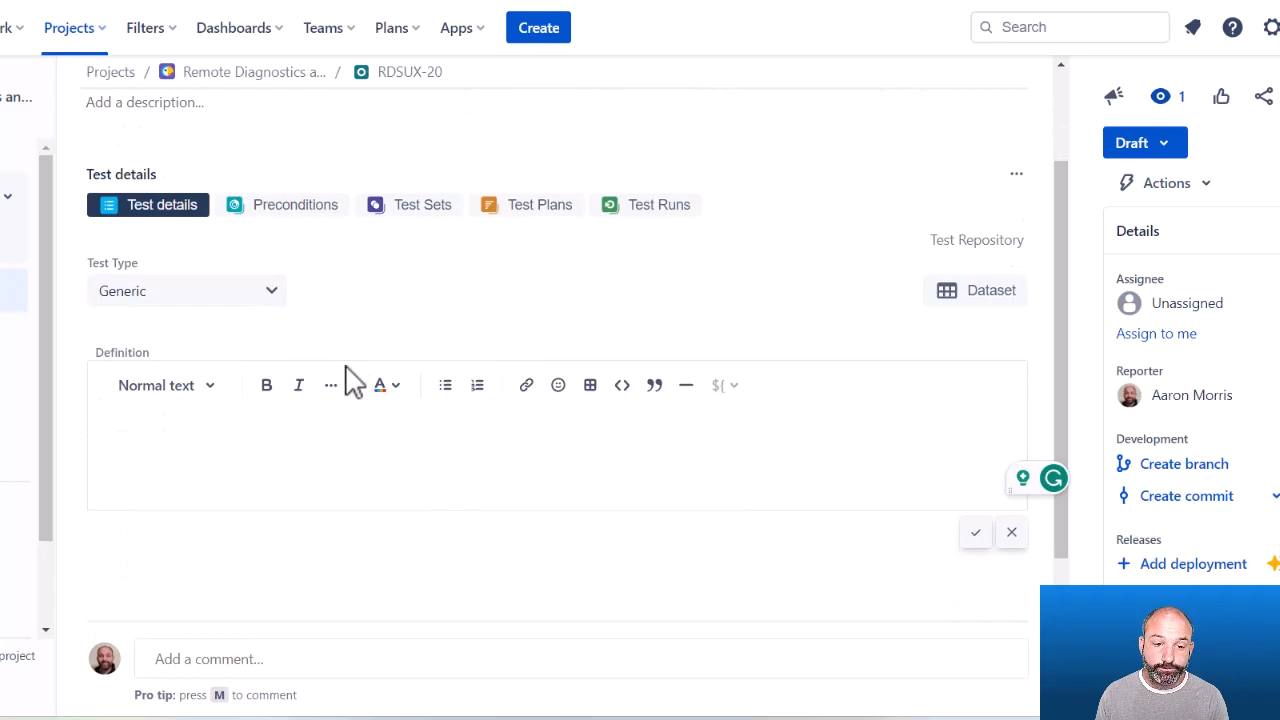 rk Projects Filters Dashboards Teams Plans Apps Create Search
s an...
Projects / Remote Diagnostics a... / RDSUX-20
Add a description...
1
Draft
Actions
Test details
Test details Preconditions Test Sets Test Plans Test Runs
Test Repository
Test Type
Generic
Dataset
Definition
Normal text B I ... A ${
Details
Assignee
Unassigned
Assign to me
Reporter
Aaron Morris
Development
Create branch
Create commit
Releases
Add deployment
project
Add a comment...
Pro tip: press M to comment